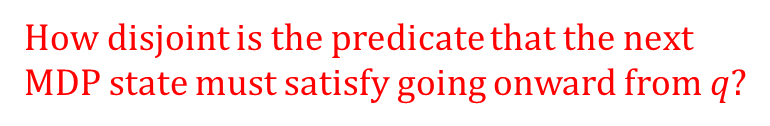 How disjoint is the predicate that the next
MDP state must satisfy going onward from q?